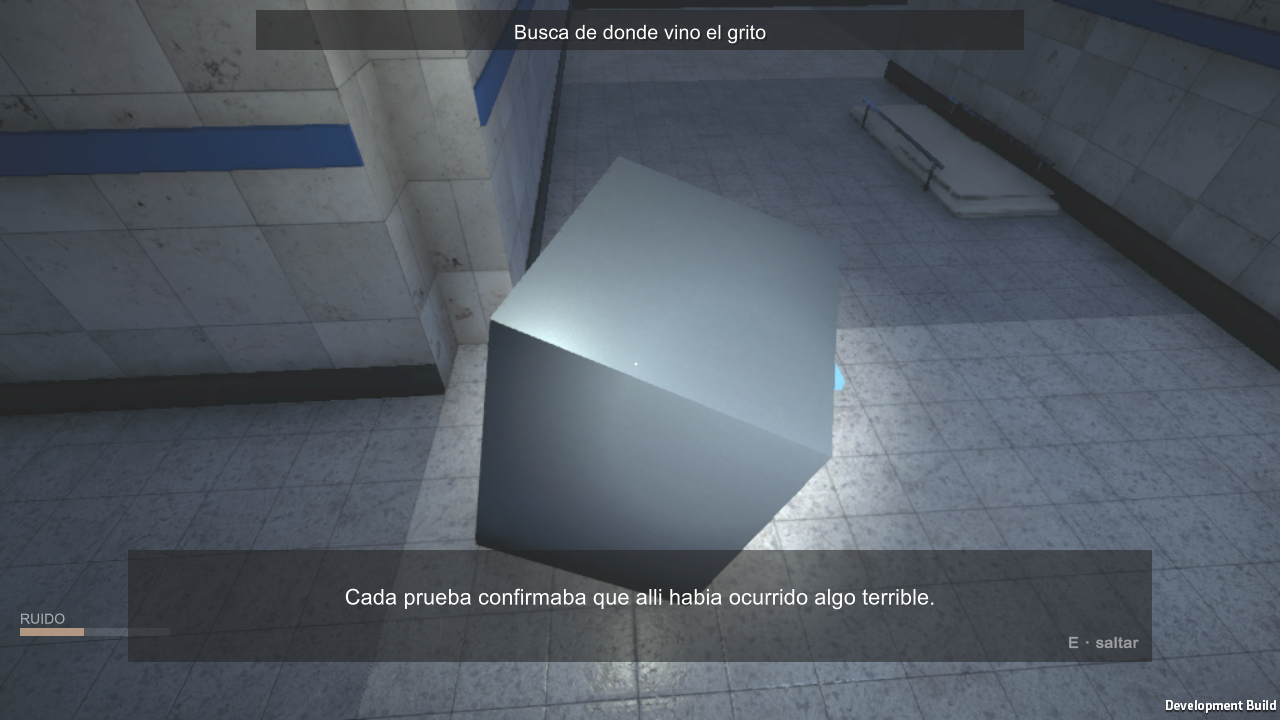 Busca de donde vino el grito
Cada prueba confirmaba que alli habia ocurrido algo terrible.
RUIDO
E · saltar
Development Build